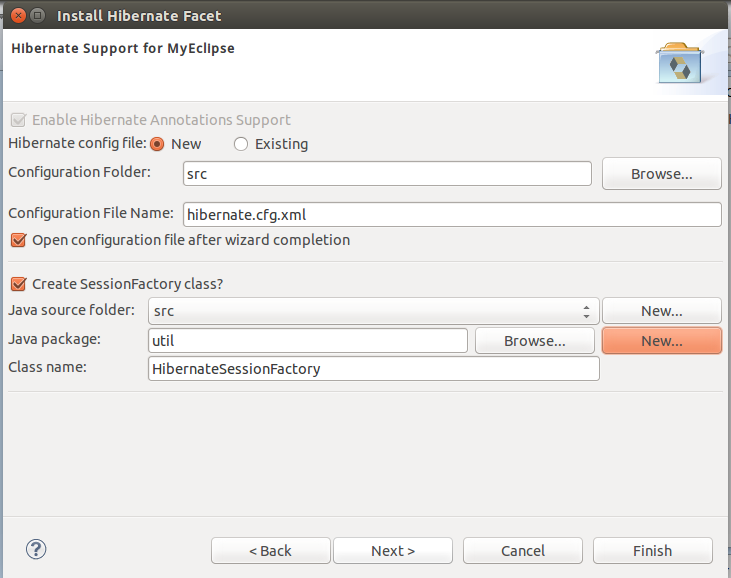 Install Hibernate Facet
Hibernate Support for MyEclipse
Enable Hibernate Annotations Support
Hibernate config file: New Existing
Configuration Folder: src Browse...
Configuration File Name: hibernate.cfg.xml
Open configuration file after wizard completion
Create SessionFactory class?
Java source folder: src New...
Java package: util Browse... New...
Class name: HibernateSessionFactory
? < Back Next > Cancel Finish